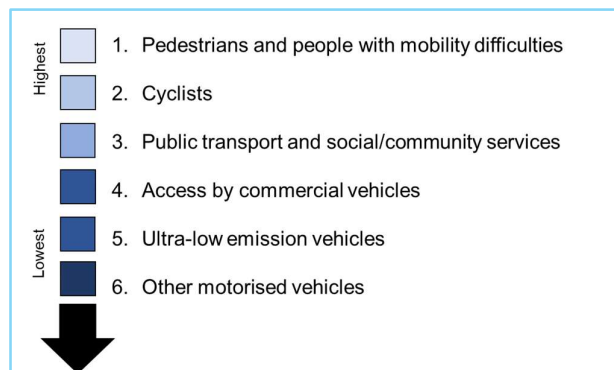 Highest
1. Pedestrians and people with mobility difficulties
2. Cyclists
3. Public transport and social/community services
4. Access by commercial vehicles
Lowest
5. Ultra-low emission vehicles
6. Other motorised vehicles